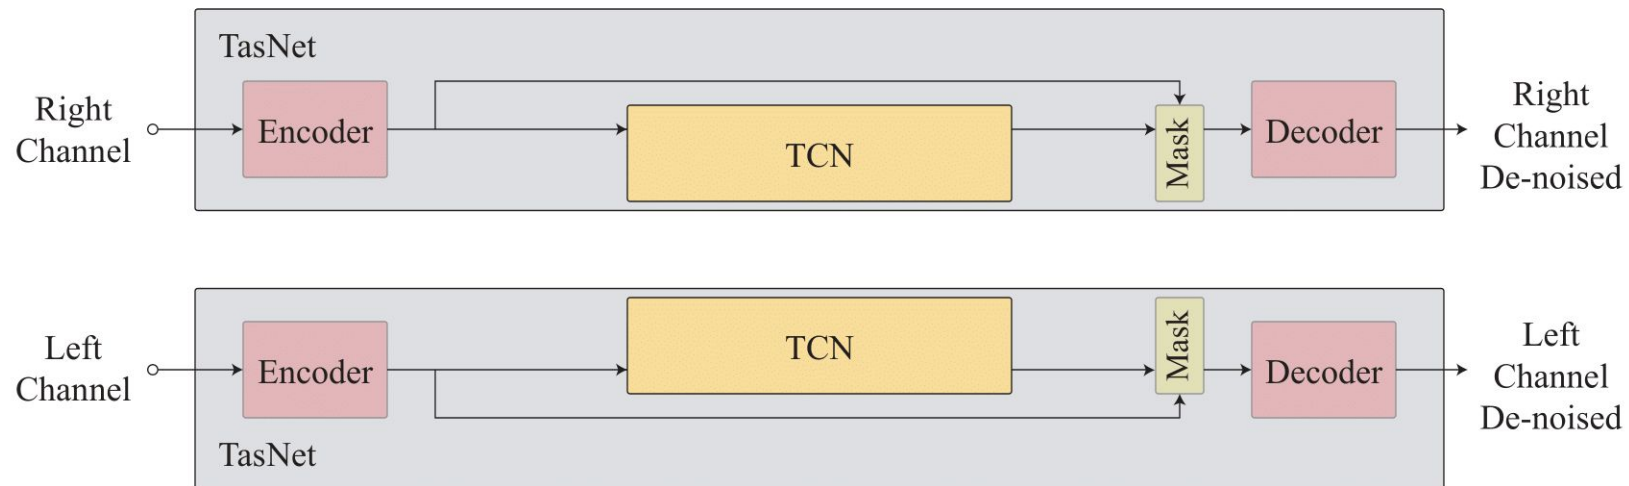 TasNet
Right
Channel
Encoder
TCN
Mask
Decoder
Right
Channel
De-noised
Left
Channel
Encoder
TCN
Mask
Decoder
Left
Channel
De-noised
TasNet